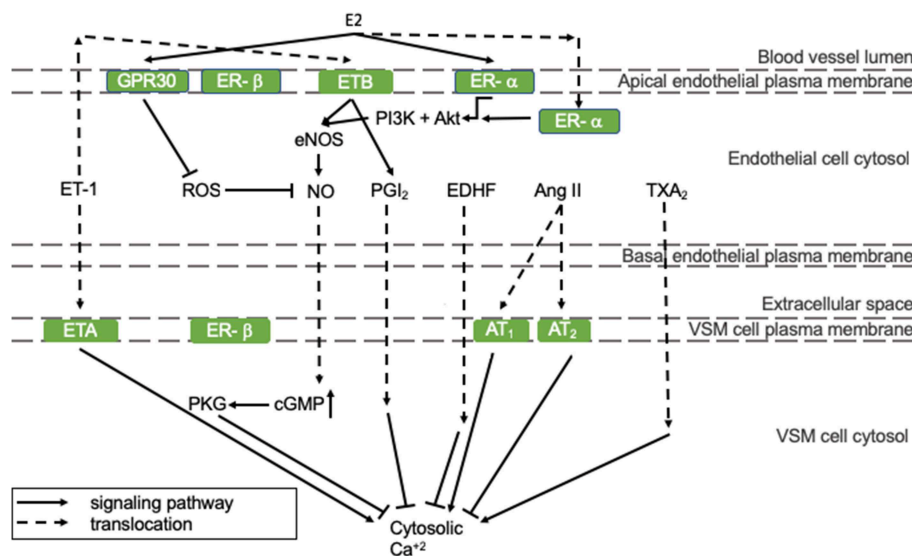 E2
Blood vessel lumen
GPR30 ER- β ETB ER- α Apical endothelial plasma membrane
PI3K + Akt ER- α
eNOS
Endothelial cell cytosol
ET-1 ROS NO PGI₂ EDHF Ang II TXA₂
Basal endothelial plasma membrane
Extracellular space
ETA ER- β AT₁ AT₂ VSM cell plasma membrane
PKG cGMP
VSM cell cytosol
signaling pathway
translocation
Cytosolic
Ca⁺²